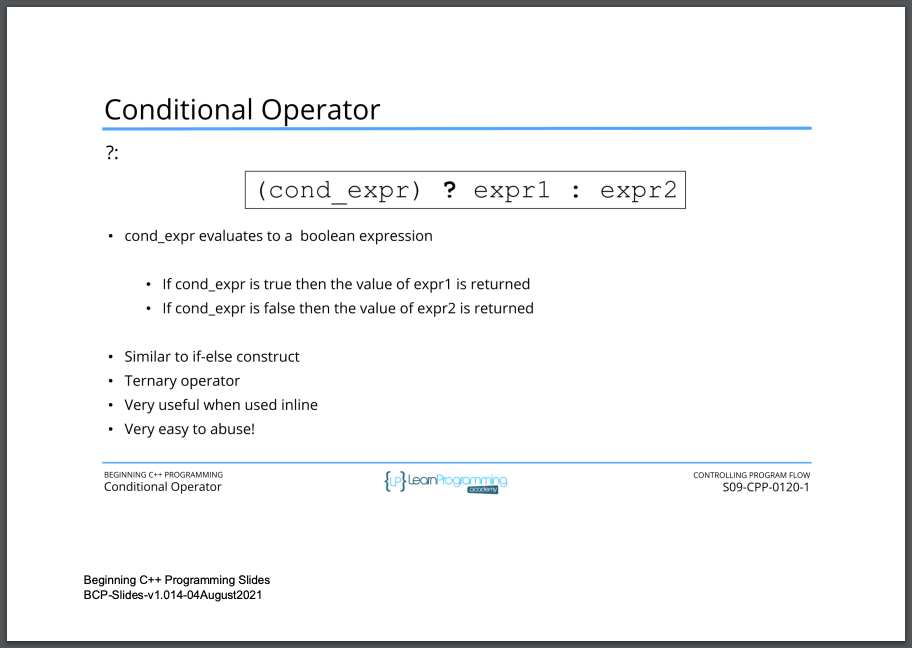 Conditional Operator
?:
(cond_expr) ? expr1 : expr2
• cond_expr evaluates to a  boolean expression
• If cond_expr is true then the value of expr1 is returned
• If cond_expr is false then the value of expr2 is returned
• Similar to if-else construct
• Ternary operator
• Very useful when used inline
• Very easy to abuse!
BEGINNING C++ PROGRAMMING
Conditional Operator
{LP} LearnProgramming
academy
CONTROLLING PROGRAM FLOW
S09-CPP-0120-1
Beginning C++ Programming Slides
BCP-Slides-v1.014-04August2021